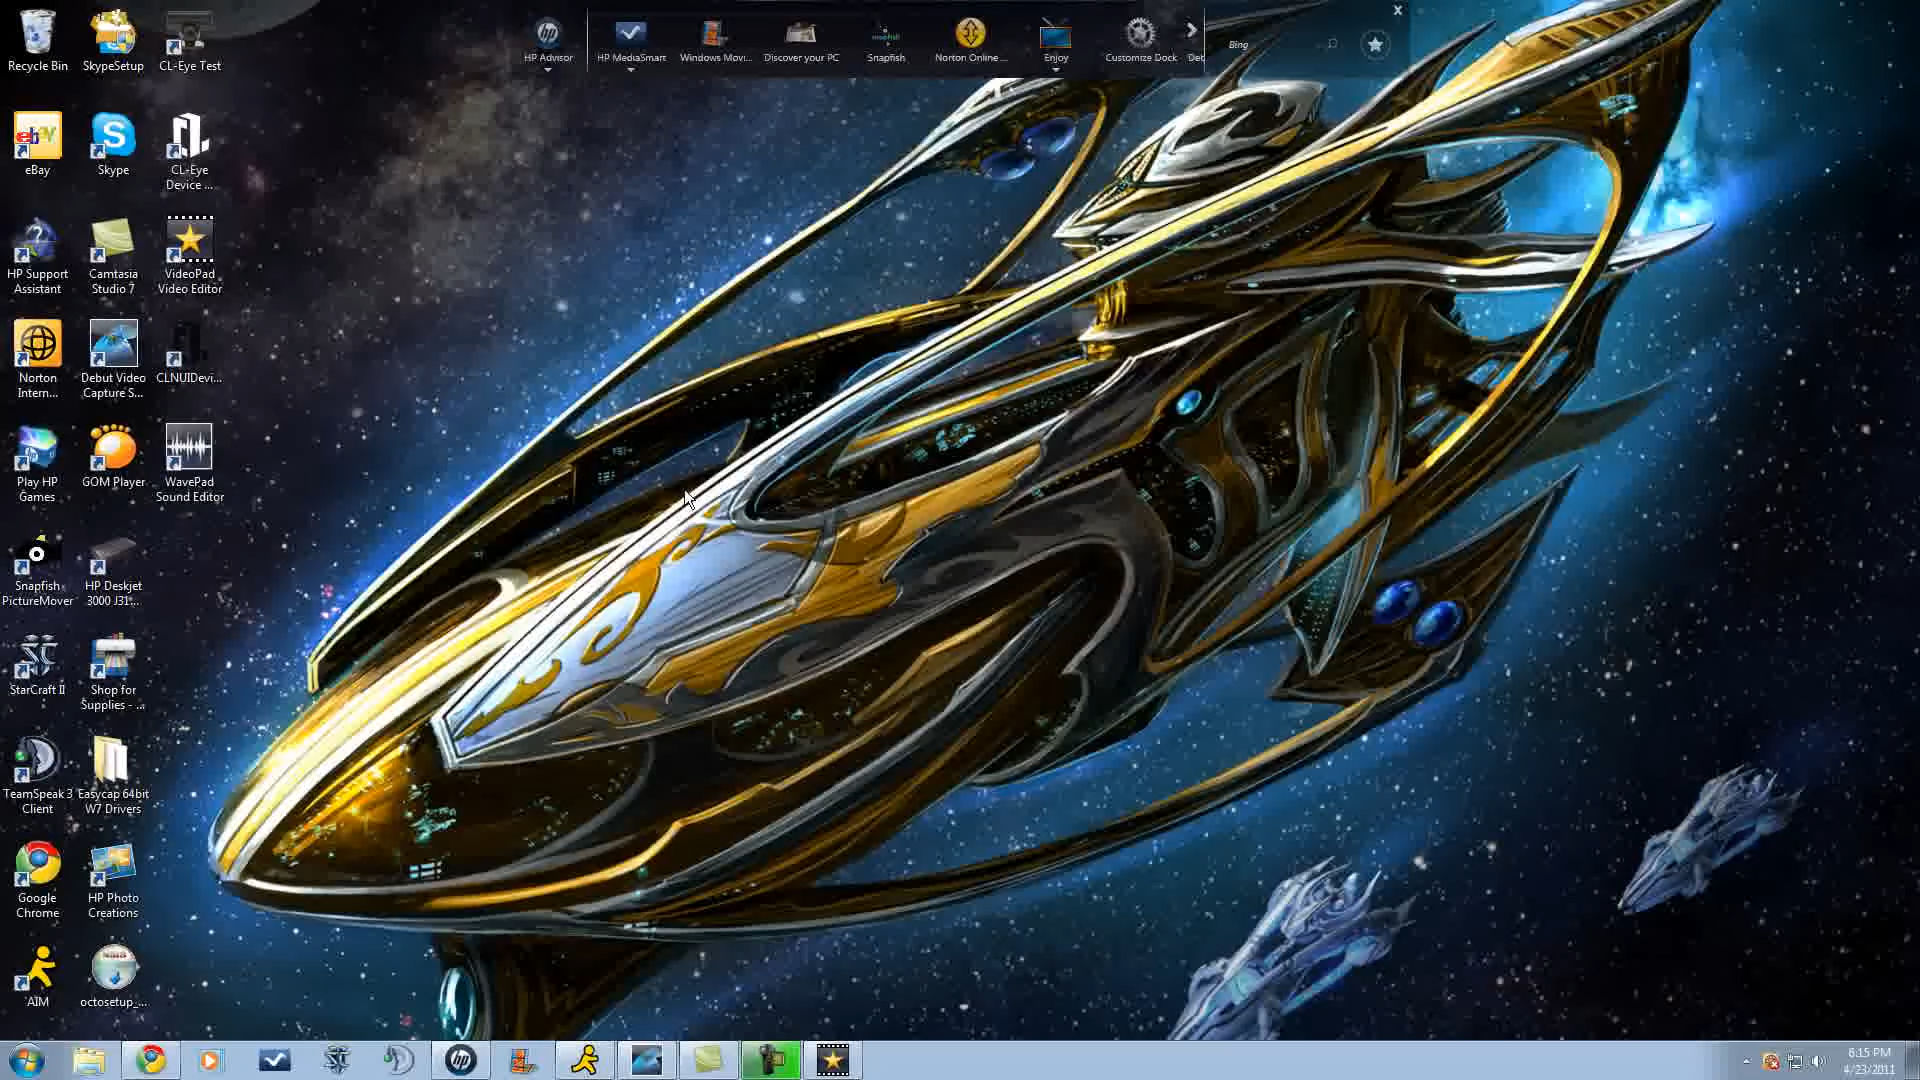 HP Advisor
HP MediaSmart
Windows Movi...
Discover your PC
Snapfish
Norton Online ...
Enjoy
Customize Dock
Bing
Recycle Bin
SkypeSetup
CL-Eye Test
eBay
Skype
CL-Eye
Device ...
HP Support
Assistant
Camtasia
Studio 7
VideoPad
Video Editor
Norton
Intern...
Debut Video
Capture S...
CLNUIDevi...
Play HP
Games
GOM Player
WavePad
Sound Editor
Snapfish
PictureMover
HP Deskjet
3000 J31...
StarCraft II
Shop for
Supplies - ...
TeamSpeak 3
Client
Easycap 64bit
W7 Drivers
Google
Chrome
HP Photo
Creations
AIM
octosetup_...
6:15 PM
4/23/2011